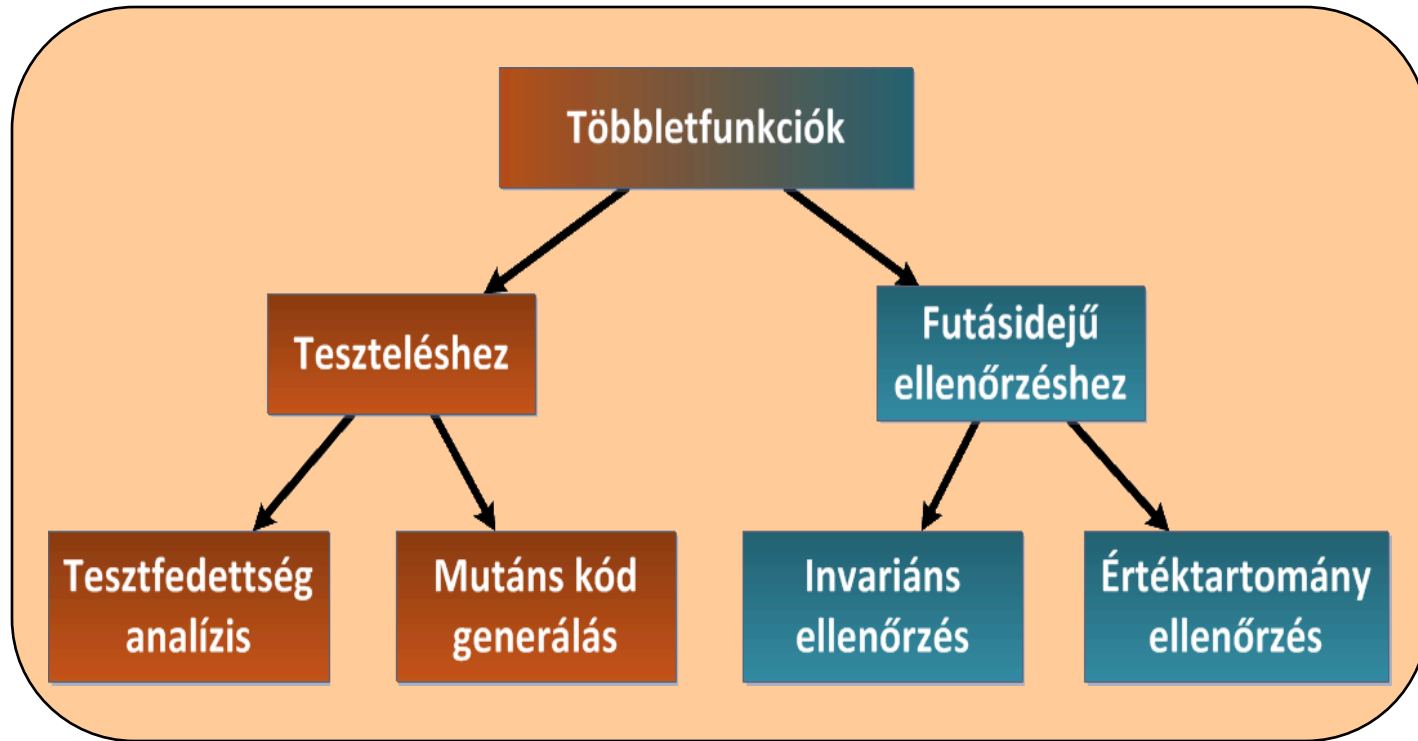 Többletfunkciók
Teszteléshez
Futásidejű
ellenőrzéshez
Tesztfedettség
analízis
Mutáns kód
generálás
Invariáns
ellenőrzés
Értéktartomány
ellenőrzés